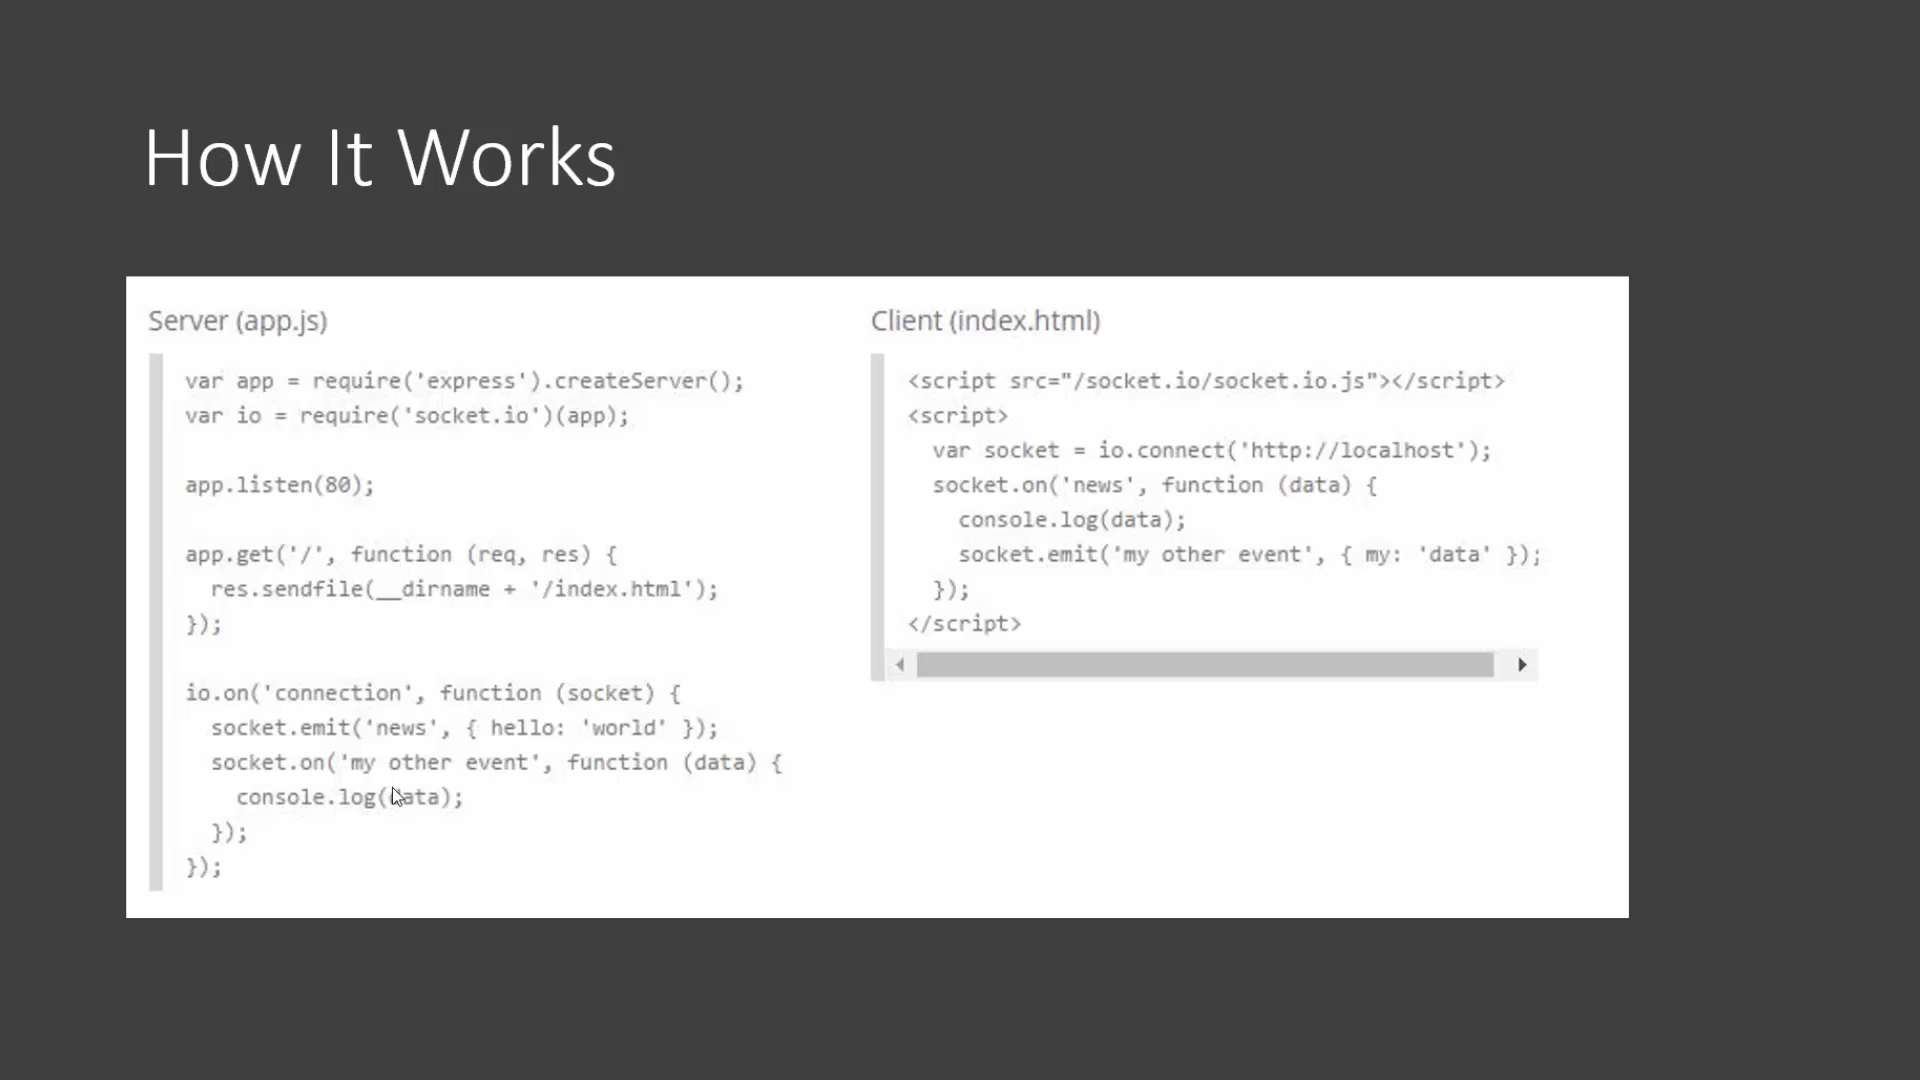 How It Works
Server (app.js)
var app = require('express').createServer();
var io = require('socket.io')(app);
app.listen(80);
app.get('/', function (req, res) {
  res.sendfile(__dirname + '/index.html');
});
io.on('connection', function (socket) {
  socket.emit('news', { hello: 'world' });
  socket.on('my other event', function (data) {
    console.log(data);
  });
});
Client (index.html)
<script src="/socket.io/socket.io.js"></script>
<script>
  var socket = io.connect('http://localhost');
  socket.on('news', function (data) {
    console.log(data);
    socket.emit('my other event', { my: 'data' });
  });
</script>